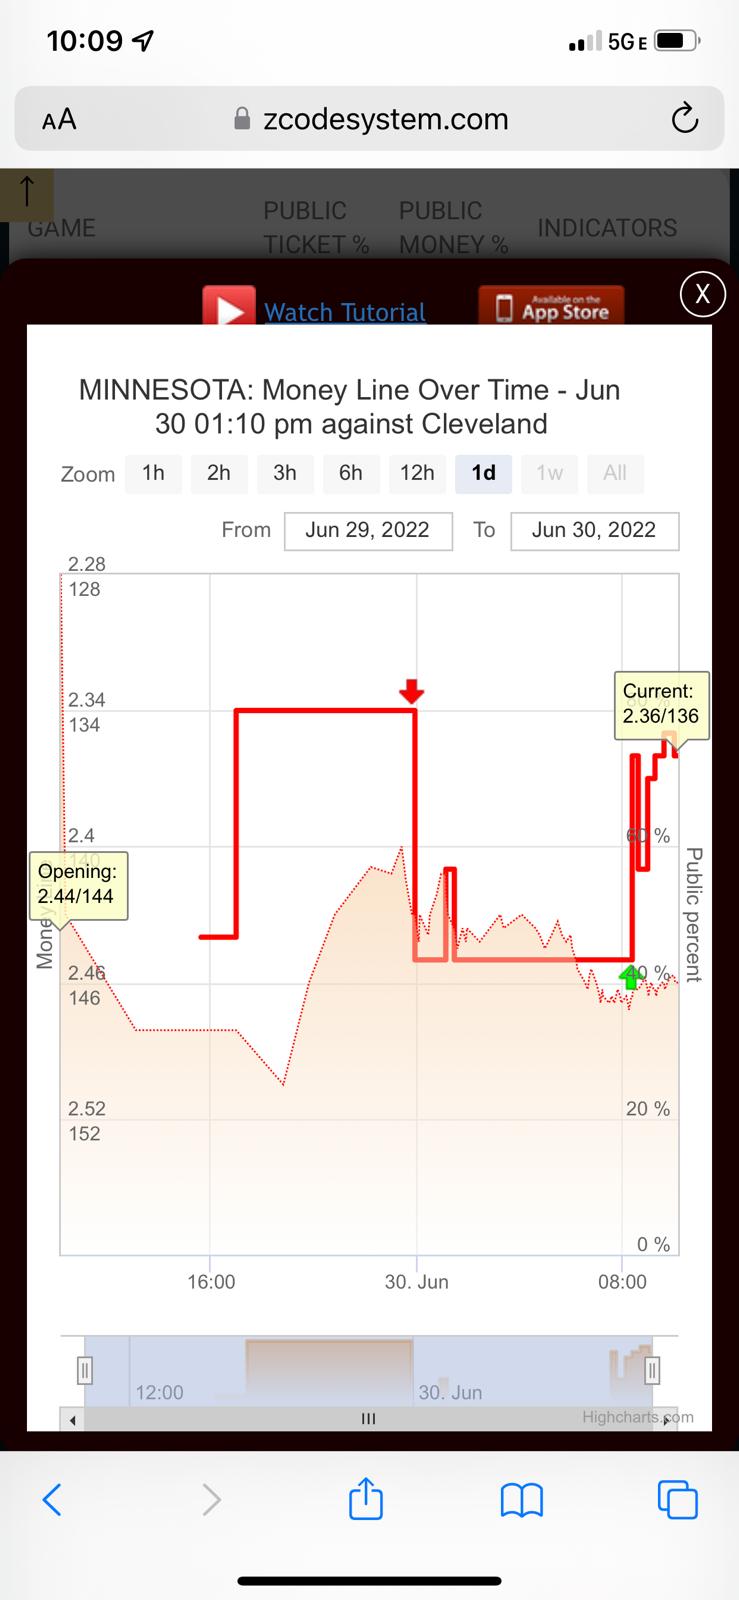 10:09
5G E
AA
zcodesystem.com
GAME
PUBLIC TICKET %
PUBLIC MONEY %
INDICATORS
X
Watch Tutorial
Available on the
App Store
MINNESOTA: Money Line Over Time - Jun
30 01:10 pm against Cleveland
Zoom 1h 2h 3h 6h 12h 1d 1w All
From Jun 29, 2022 To Jun 30, 2022
2.28
128
2.34
134
Current:
2.36/136
2.4
140
60 %
Opening:
2.44/144
Public percent
2.46
146
40 %
2.52
152
20 %
0 %
16:00 30. Jun 08:00
12:00 30. Jun
Highcharts.com